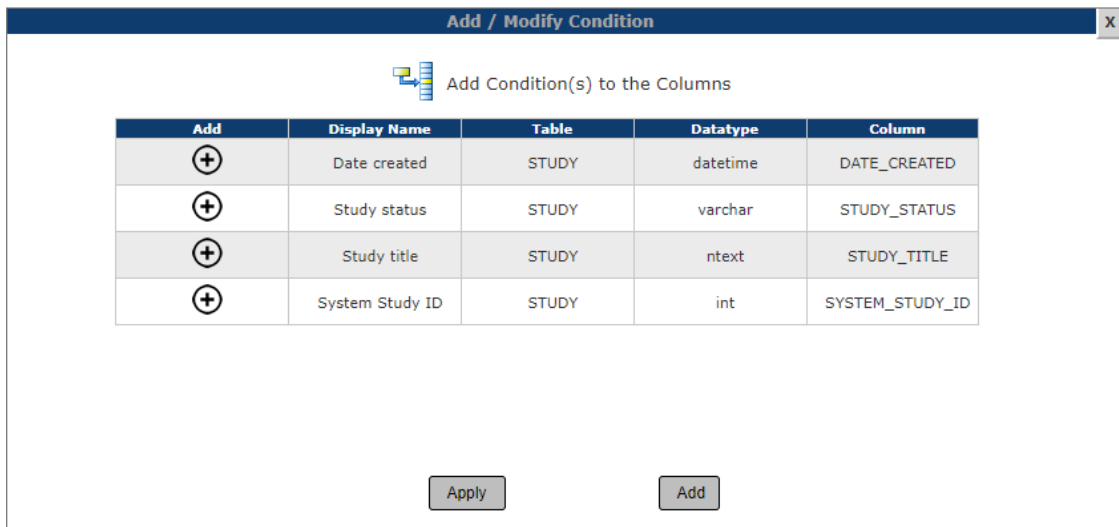 Add / Modify Condition
X
Add Condition(s) to the Columns
Add Display Name Table Datatype Column
Date created STUDY datetime DATE_CREATED
Study status STUDY varchar STUDY_STATUS
Study title STUDY ntext STUDY_TITLE
System Study ID STUDY int SYSTEM_STUDY_ID
Apply Add